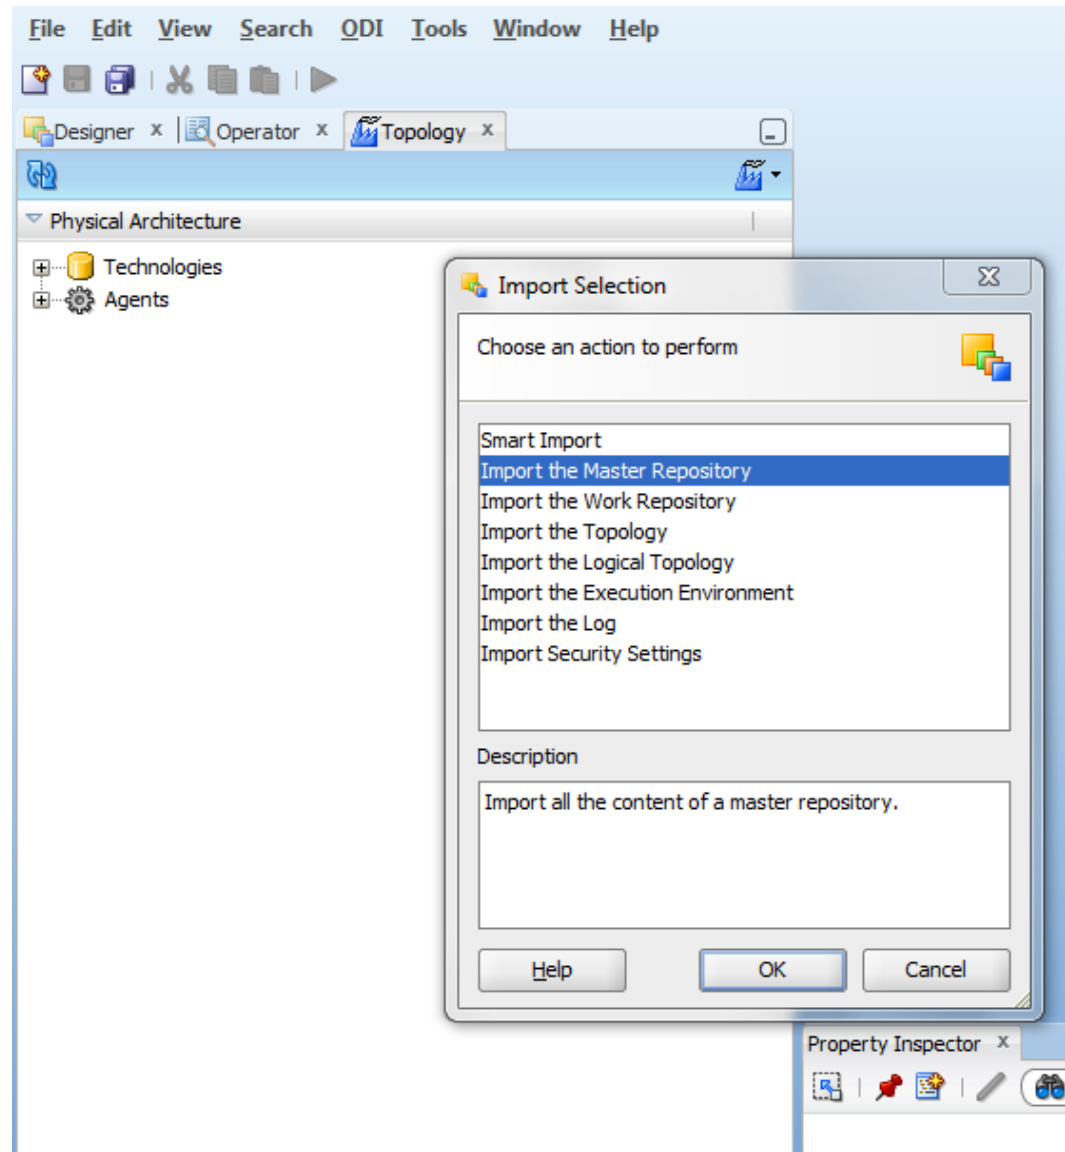 File Edit View Search ODI Tools Window Help
Designer x Operator x Topology x
Physical Architecture
Technologies
Agents
Import Selection
Choose an action to perform
Smart Import
Import the Master Repository
Import the Work Repository
Import the Topology
Import the Logical Topology
Import the Execution Environment
Import the Log
Import Security Settings
Description
Import all the content of a master repository.
Help OK Cancel
Property Inspector x